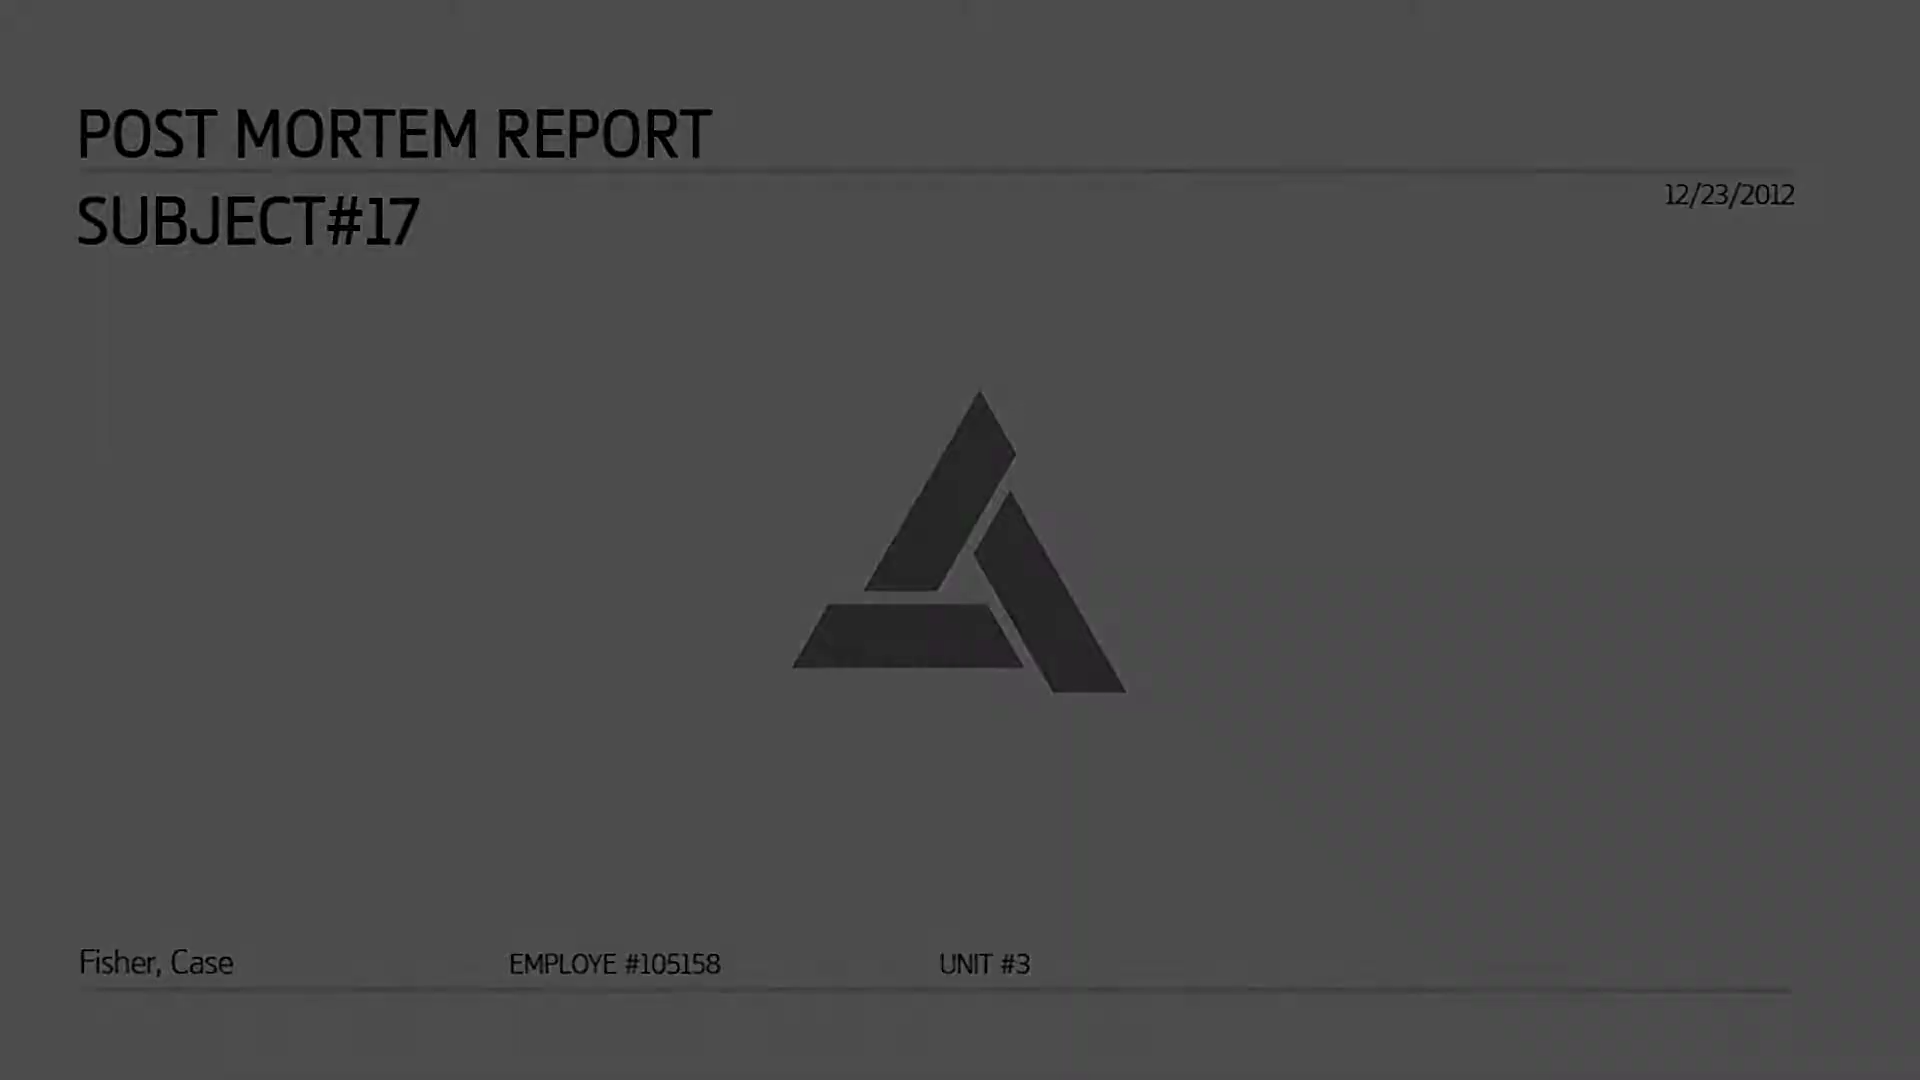 POST MORTEM REPORT
SUBJECT#17
12/23/2012
Fisher, Case
EMPLOYE #105158
UNIT #3